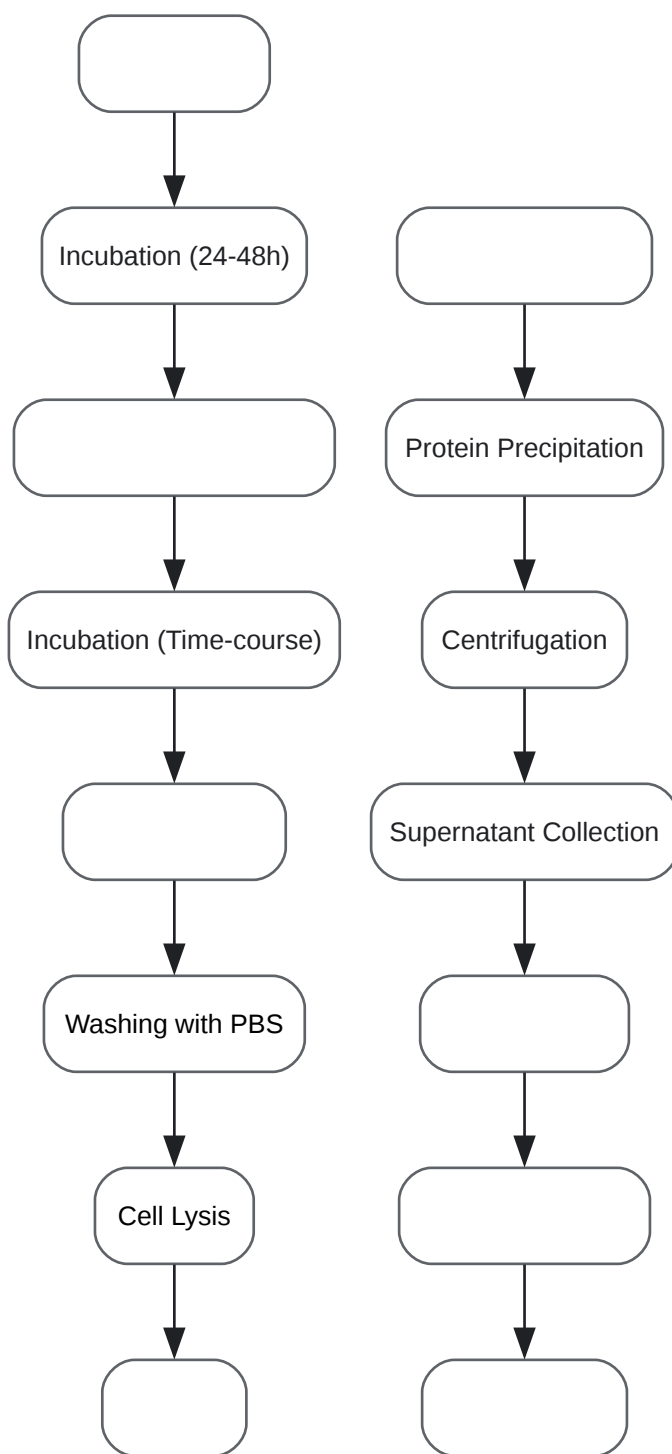 Incubation (24-48h)
Protein Precipitation
Incubation (Time-course)
Centrifugation
Supernatant Collection
Washing with PBS
Cell Lysis